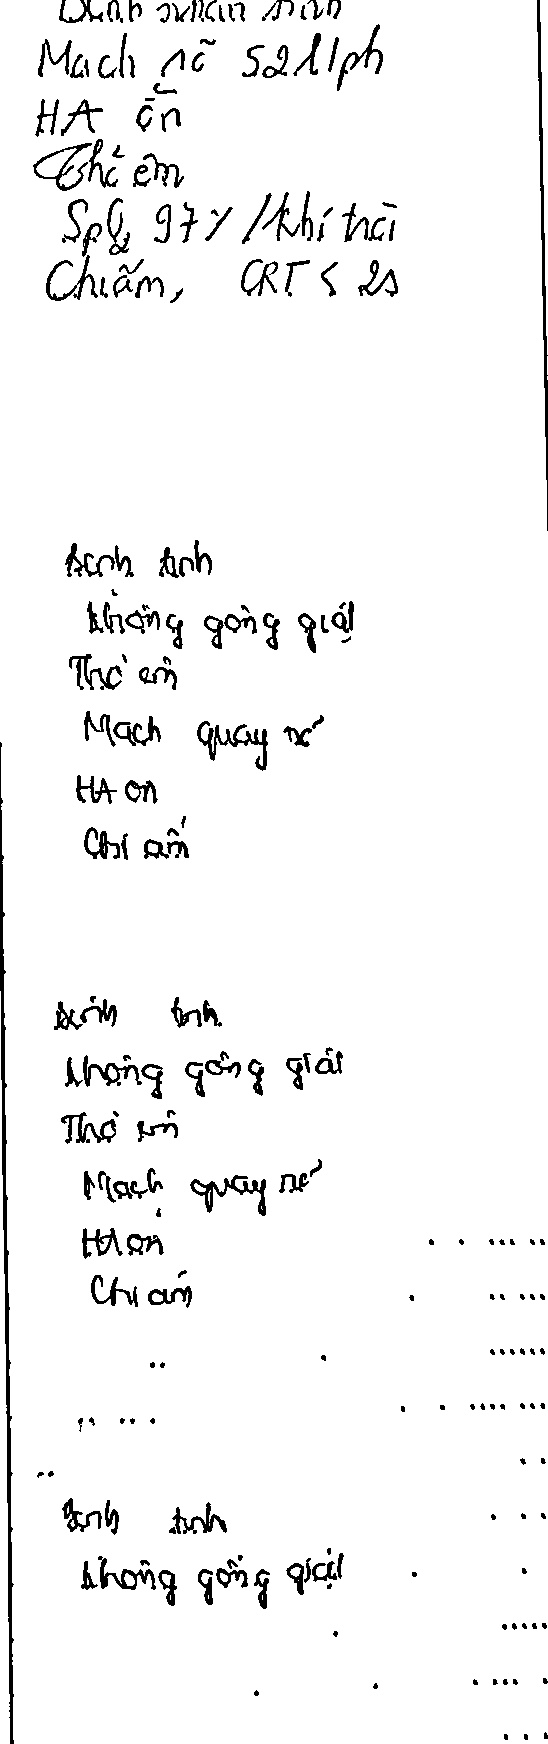 Bệnh nhân tỉnh
Mạch rõ 52 l/ph
HA ổn
Thở êm
SpO2 97% / khí trời
Chi ấm, CRT < 2s
Bệnh tỉnh
Không gồng giật
Thở êm
Mạch quay rõ
HA ổn
Chi ấm
Bệnh tỉnh
Không gồng giật
Thở êm
Mạch quay rõ
HA ổn
Chi ấm
Bệnh tỉnh
Không gồng giật